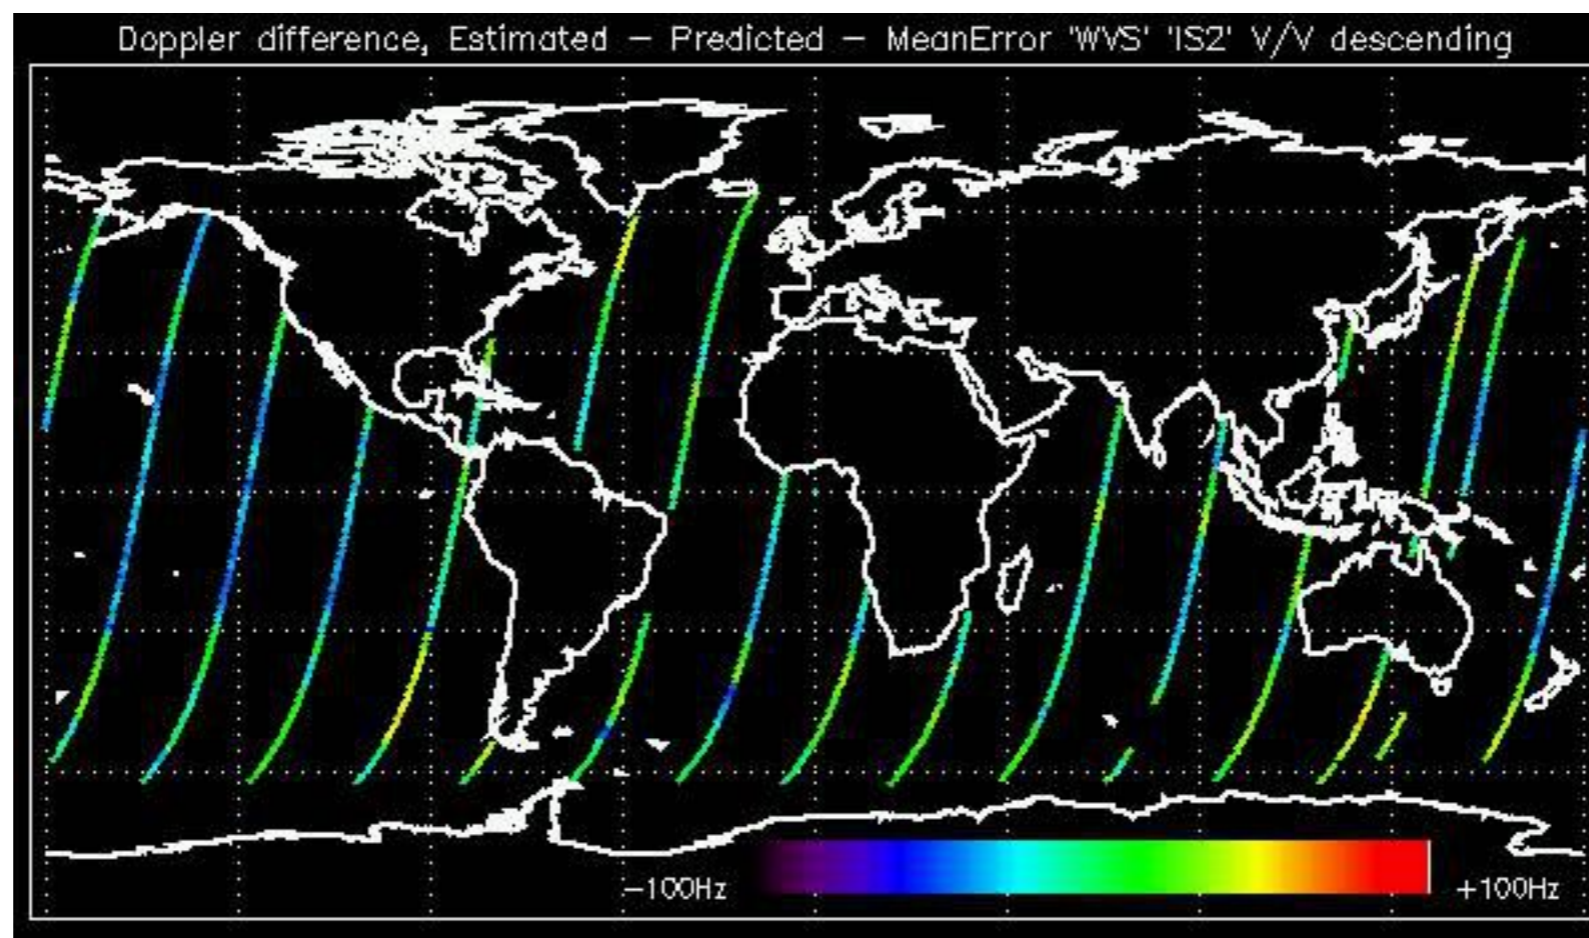 Doppler difference, Estimated - Predicted - MeanError 'WVS' 'IS2' V/V descending
-100Hz +100Hz